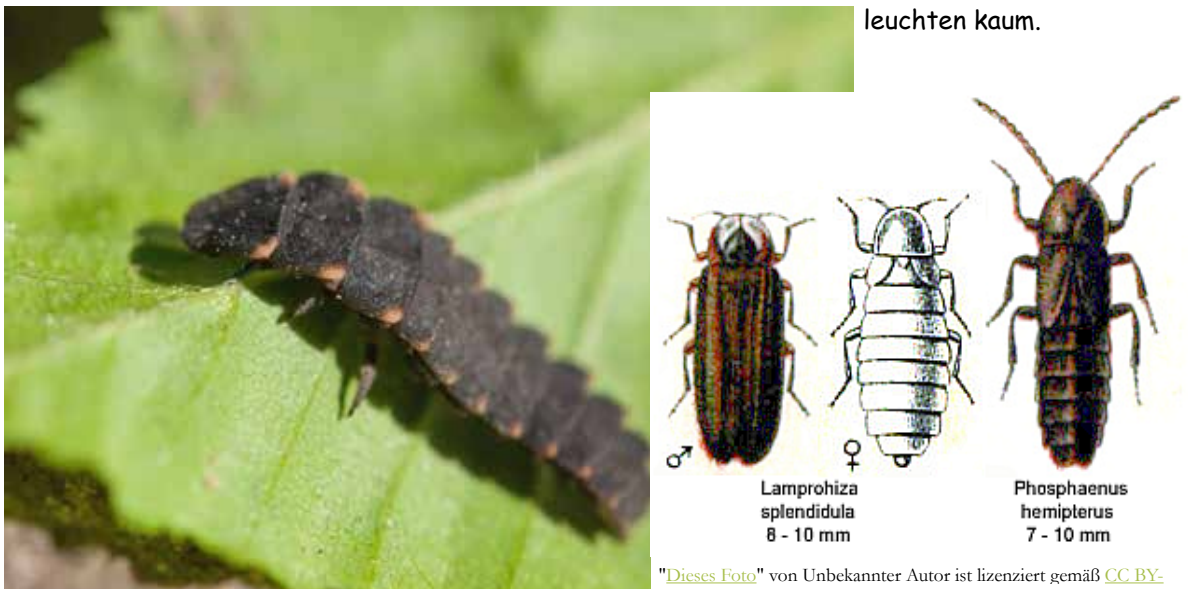 leuchten kaum.
♂
♀
Lamprohiza
splendidula
8 - 10 mm
Phosphaenus
hemipterus
7 - 10 mm
"Dieses Foto" von Unbekannter Autor ist lizenziert gemäß CC BY-